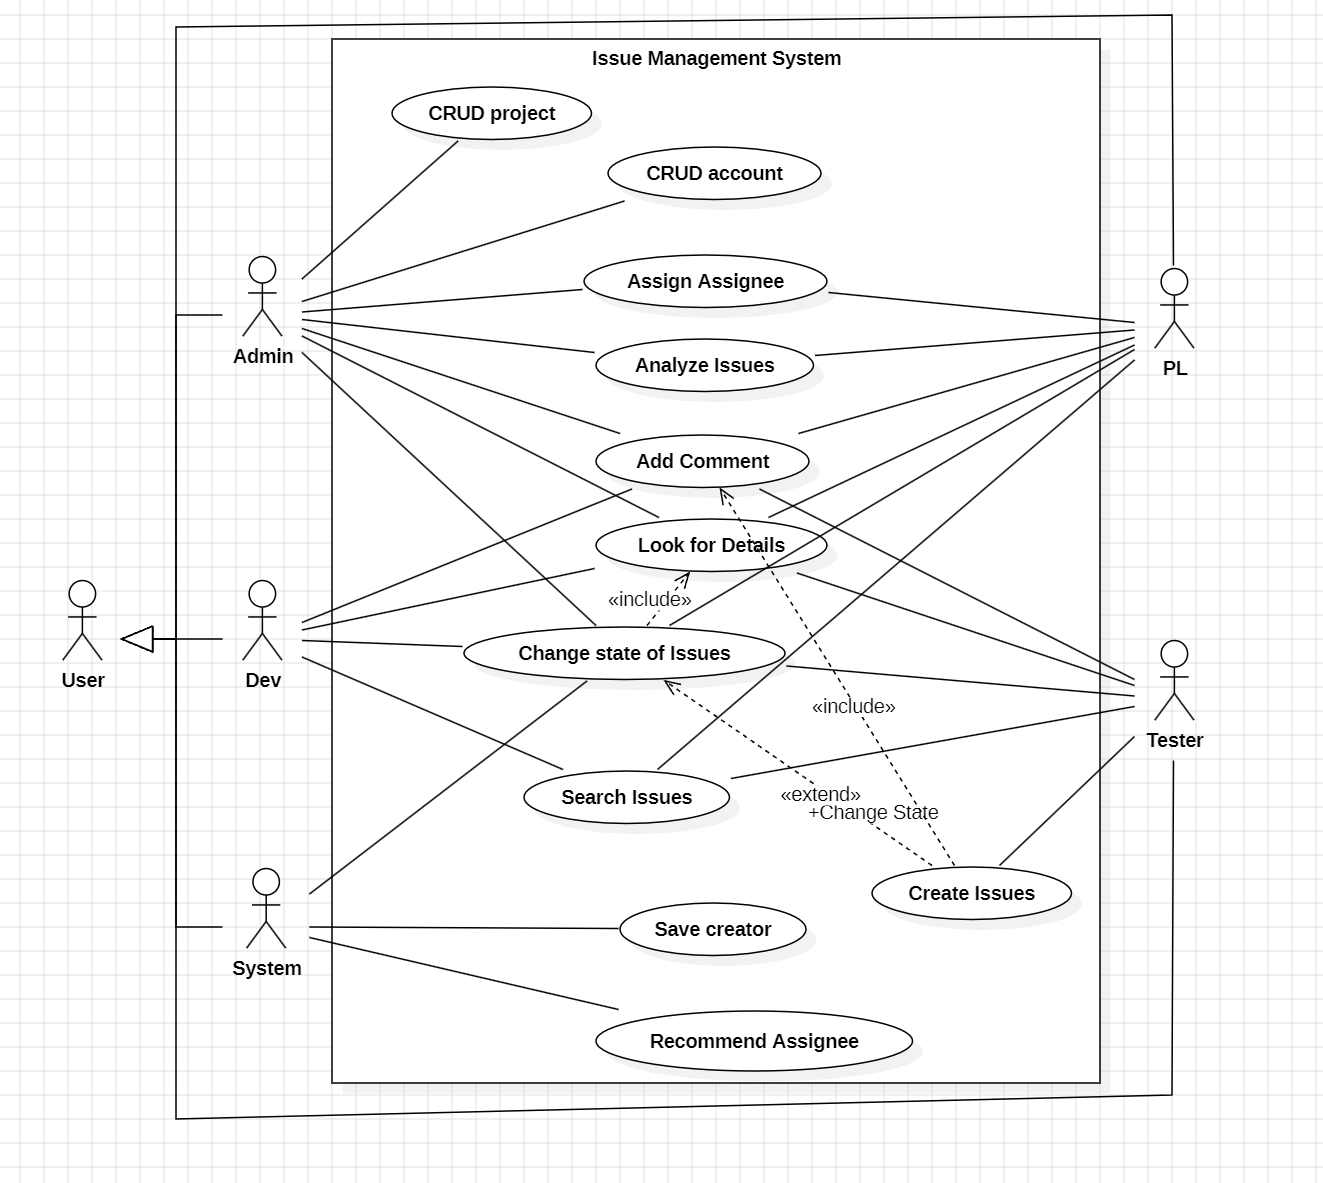 Issue Management System
CRUD project
CRUD account
Assign Assignee
Admin
Analyze Issues
PL
Add Comment
Look for Details
«include»
Change state of Issues
User
Dev
«include»
Tester
Search Issues
«extend»
+Change State
Create Issues
Save creator
System
Recommend Assignee